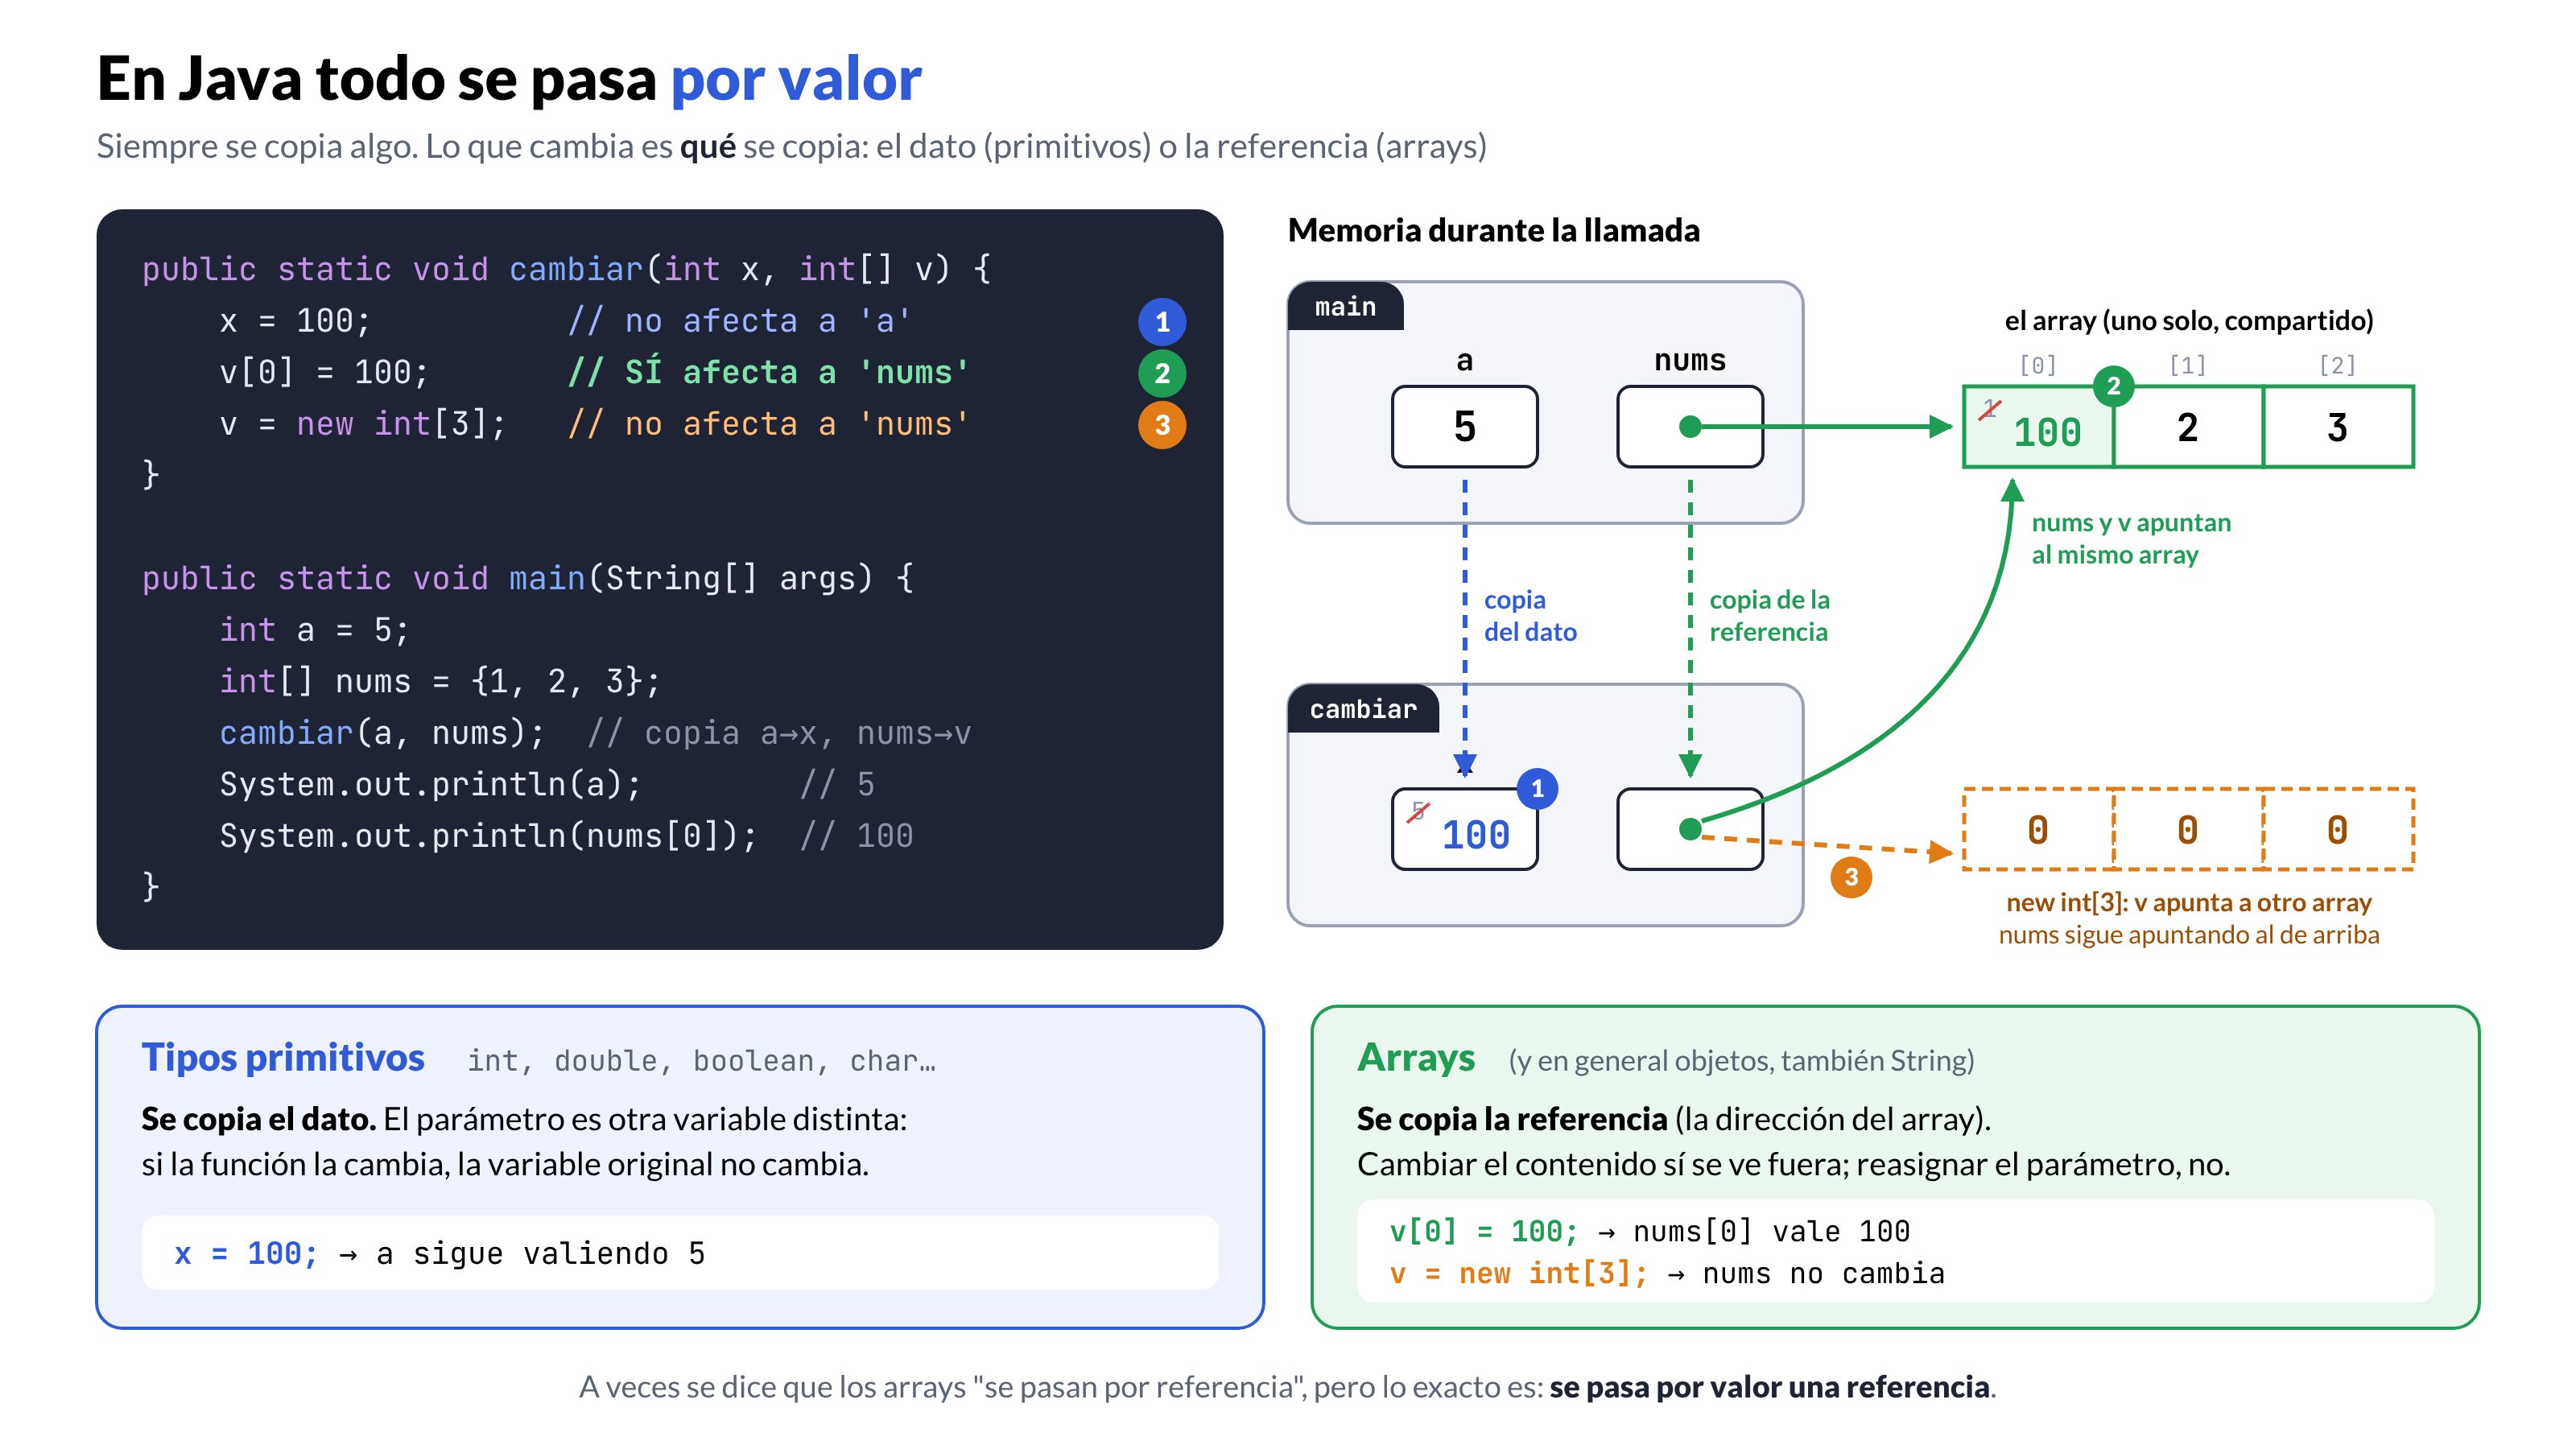 En Java todo se pasa por valor
Siempre se copia algo. Lo que cambia es qué se copia: el dato (primitivos) o la referencia (arrays)
public static void cambiar(int x, int[] v) {
    x = 100;          // no afecta a 'a'
1
    v[0] = 100;       // SÍ afecta a 'nums'
2
    v = new int[3];   // no afecta a 'nums'
3
}
public static void main(String[] args) {
    int a = 5;
    int[] nums = {1, 2, 3};
    cambiar(a, nums);  // copia a→x, nums→v
    System.out.println(a);        // 5
    System.out.println(nums[0]);  // 100
}
Memoria durante la llamada
main
a
nums
5
el array (uno solo, compartido)
[0] [1] [2]
2
1
100 2 3
nums y v apuntan
al mismo array
copia
del dato
copia de la
referencia
cambiar
1
5
100
3
0 0 0
new int[3]: v apunta a otro array
nums sigue apuntando al de arriba
Tipos primitivos int, double, boolean, char…
Se copia el dato. El parámetro es otra variable distinta:
si la función la cambia, la variable original no cambia.
x = 100; → a sigue valiendo 5
Arrays (y en general objetos, también String)
Se copia la referencia (la dirección del array).
Cambiar el contenido sí se ve fuera; reasignar el parámetro, no.
v[0] = 100; → nums[0] vale 100
v = new int[3]; → nums no cambia
A veces se dice que los arrays "se pasan por referencia", pero lo exacto es: se pasa por valor una referencia.